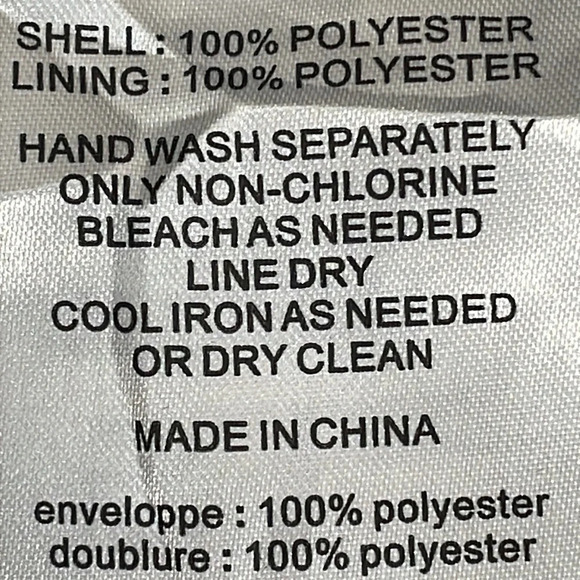 SHELL : 100% POLYESTER
LINING : 100% POLYESTER
HAND WASH SEPARATELY
ONLY NON-CHLORINE
BLEACH AS NEEDED
LINE DRY
COOL IRON AS NEEDED
OR DRY CLEAN
MADE IN CHINA
enveloppe : 100% polyester
doublure : 100% polyester